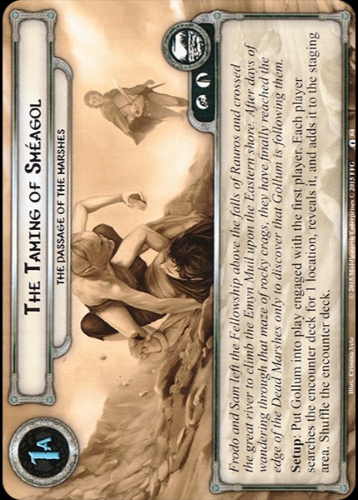 1A
The Taming of Sméagol
The Passage of the Marshes
Frodo and Sam left the Fellowship above the falls of Rauros and crossed
the great river to climb the Emyn Muil upon the Eastern shore. After days of
wandering through that maze of rocky crags, they have finally reached the
edge of the Dead Marshes only to discover that Gollum is following them.
Setup: Put Gollum into play engaged with the first player. Each player
searches the encounter deck for 1 location, reveals it, and adds it to the staging
area. Shuffle the encounter deck.
Illus. Cristina Vela © 2015 Middle-earth Enterprises © 2015 FFG 64